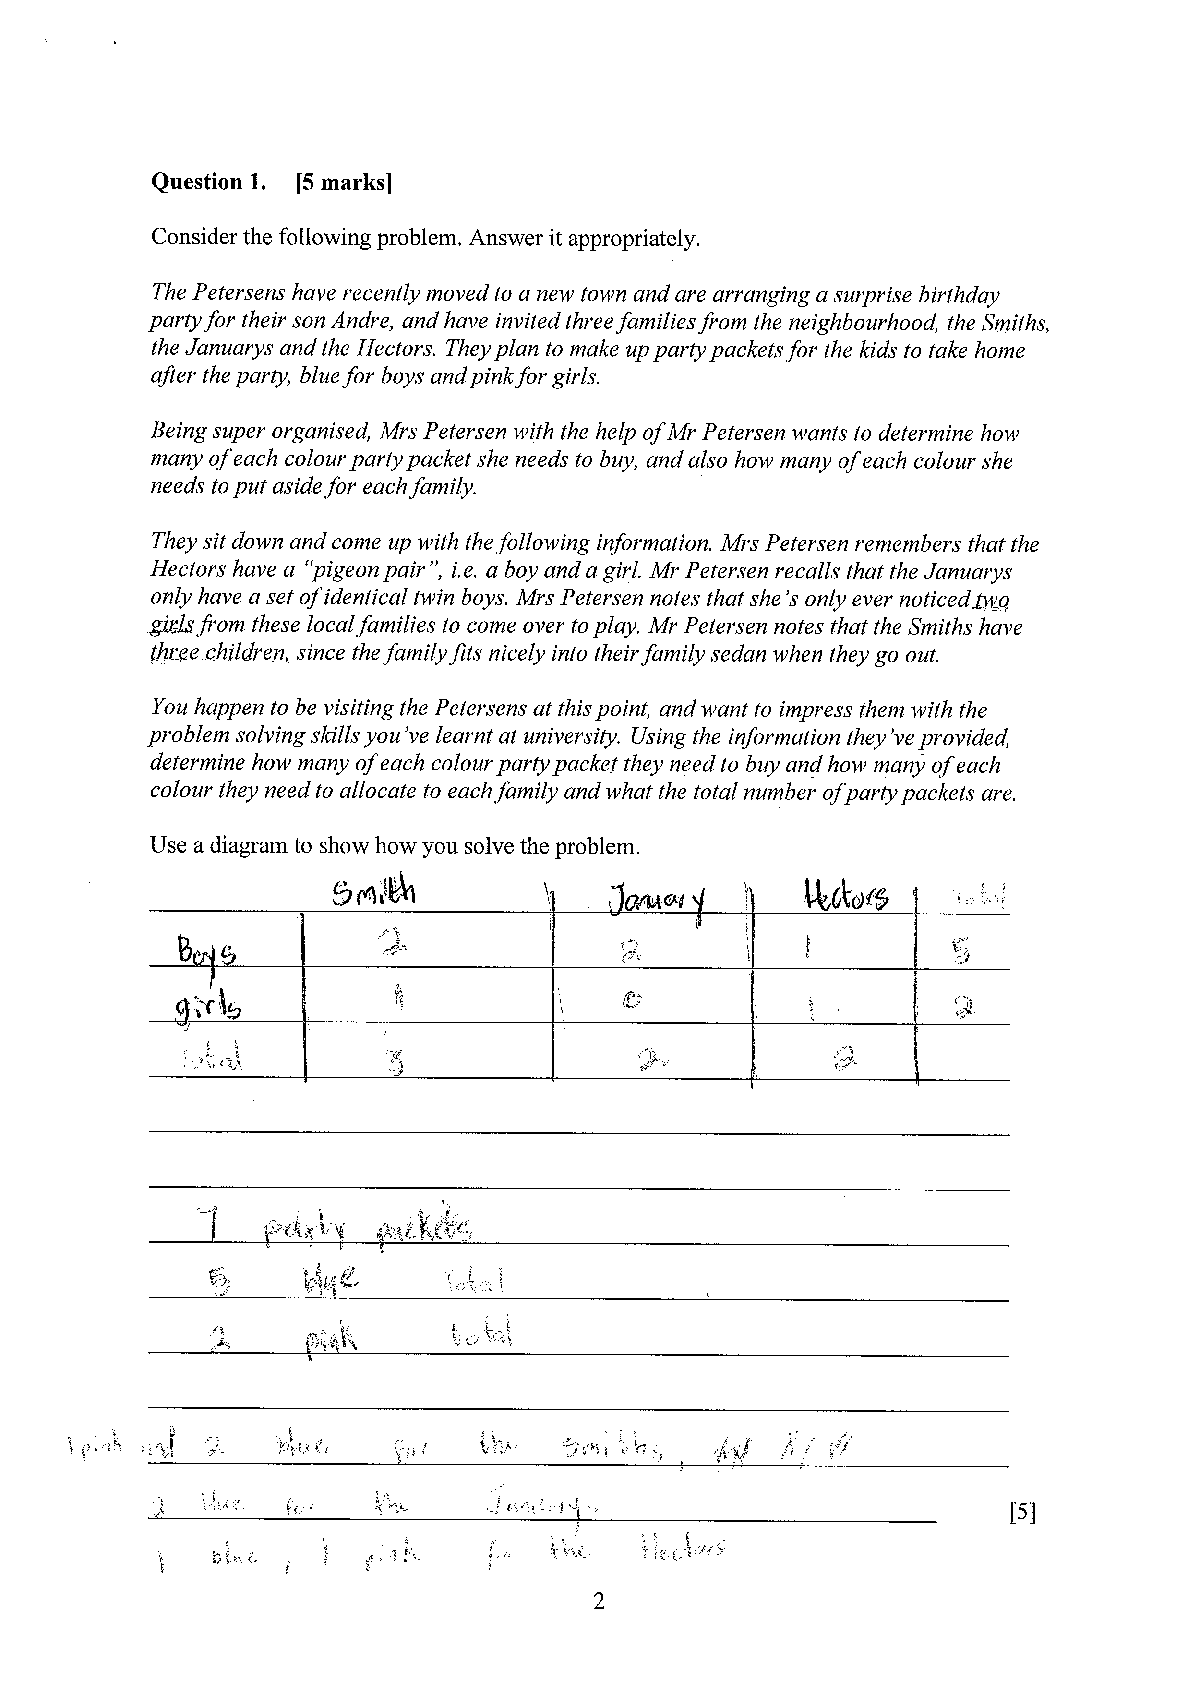 Question 1. [5 marks]
Consider the following problem. Answer it appropriately.
The Petersens have recently moved to a new town and are arranging a surprise birthday
party for their son Andre, and have invited three families from the neighbourhood, the Smiths,
the Januarys and the Hectors. They plan to make up party packets for the kids to take home
after the party, blue for boys and pink for girls.
Being super organised, Mrs Petersen with the help of Mr Petersen wants to determine how
many of each colour party packet she needs to buy, and also how many of each colour she
needs to put aside for each family.
They sit down and come up with the following information. Mrs Petersen remembers that the
Hectors have a "pigeon pair", i.e. a boy and a girl. Mr Petersen recalls that the Januarys
only have a set of identical twin boys. Mrs Petersen notes that she's only ever noticed two
girls from these local families to come over to play. Mr Petersen notes that the Smiths have
three children, since the family fits nicely into their family sedan when they go out.
You happen to be visiting the Petersens at this point, and want to impress them with the
problem solving skills you've learnt at university. Using the information they've provided,
determine how many of each colour party packet they need to buy and how many of each
colour they need to allocate to each family and what the total number of party packets are.
Use a diagram to show how you solve the problem.
Smith January Hectors Total
Boys 2 2 1 5
girls 1 0 1 2
Total 3 2 2
7 party packets
5 blue Total
2 pink total
1 pink and 2 blue for the Smiths,
2 blue for the Januarys
1 blue, 1 pink for the Hectors
[5]
2